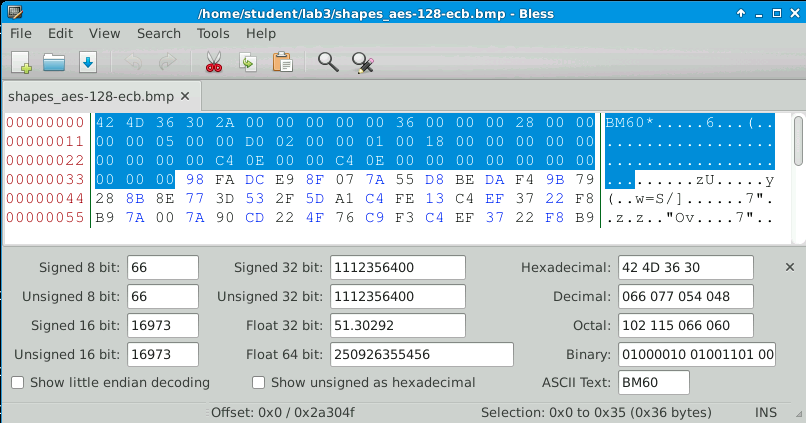 /home/student/lab3/shapes_aes-128-ecb.bmp - Bless
File Edit View Search Tools Help
shapes_aes-128-ecb.bmp ×
00000000 42 4D 36 30 2A 00 00 00 00 00 36 00 00 00 28 00 00 BM60*.....6...(..
00000011 00 00 05 00 00 D0 02 00 00 01 00 18 00 00 00 00 00 .................
00000022 00 00 00 00 C4 0E 00 00 C4 0E 00 00 00 00 00 00 00 .................
00000033 00 00 00 98 FA DC E9 8F 07 7A 55 D8 BE DA F4 9B 79 .........zU.....y
00000044 28 8B 8E 77 3D 53 2F 5D A1 C4 FE 13 C4 EF 37 22 F8 (..w=S/]......7".
00000055 B9 7A 00 7A 90 CD 22 4F 76 C9 F3 C4 EF 37 22 F8 B9 .z.z.."Ov....7"..
Signed 8 bit: 66 Signed 32 bit: 1112356400 Hexadecimal: 42 4D 36 30 ×
Unsigned 8 bit: 66 Unsigned 32 bit: 1112356400 Decimal: 066 077 054 048
Signed 16 bit: 16973 Float 32 bit: 51.30292 Octal: 102 115 066 060
Unsigned 16 bit: 16973 Float 64 bit: 250926355456 Binary: 01000010 01001101 00
Show little endian decoding Show unsigned as hexadecimal ASCII Text: BM60
Offset: 0x0 / 0x2a304f Selection: 0x0 to 0x35 (0x36 bytes) INS